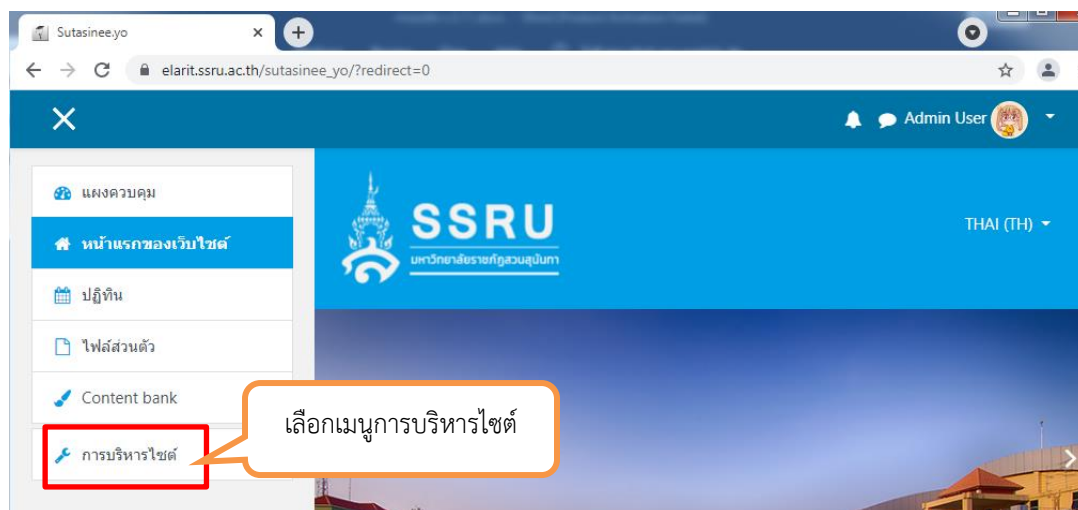 Sutasinee.yo
elarit.ssru.ac.th/sutasinee_yo/?redirect=0
Admin User
แผงควบคุม
หน้าแรกของเว็บไซต์
ปฏิทิน
ไฟล์ส่วนตัว
Content bank
การบริหารไซต์
SSRU
มหาวิทยาลัยราชภัฏสวนสุนันทา
THAI (TH)
เลือกเมนูการบริหารไซต์